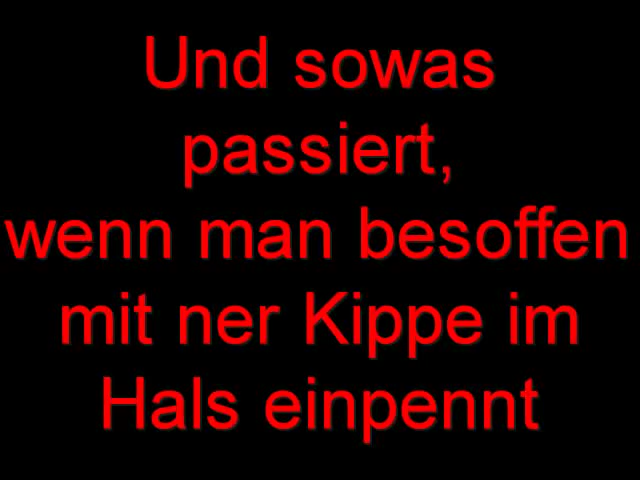 Und sowas
passiert,
wenn man besoffen
mit ner Kippe im
Hals einpennt